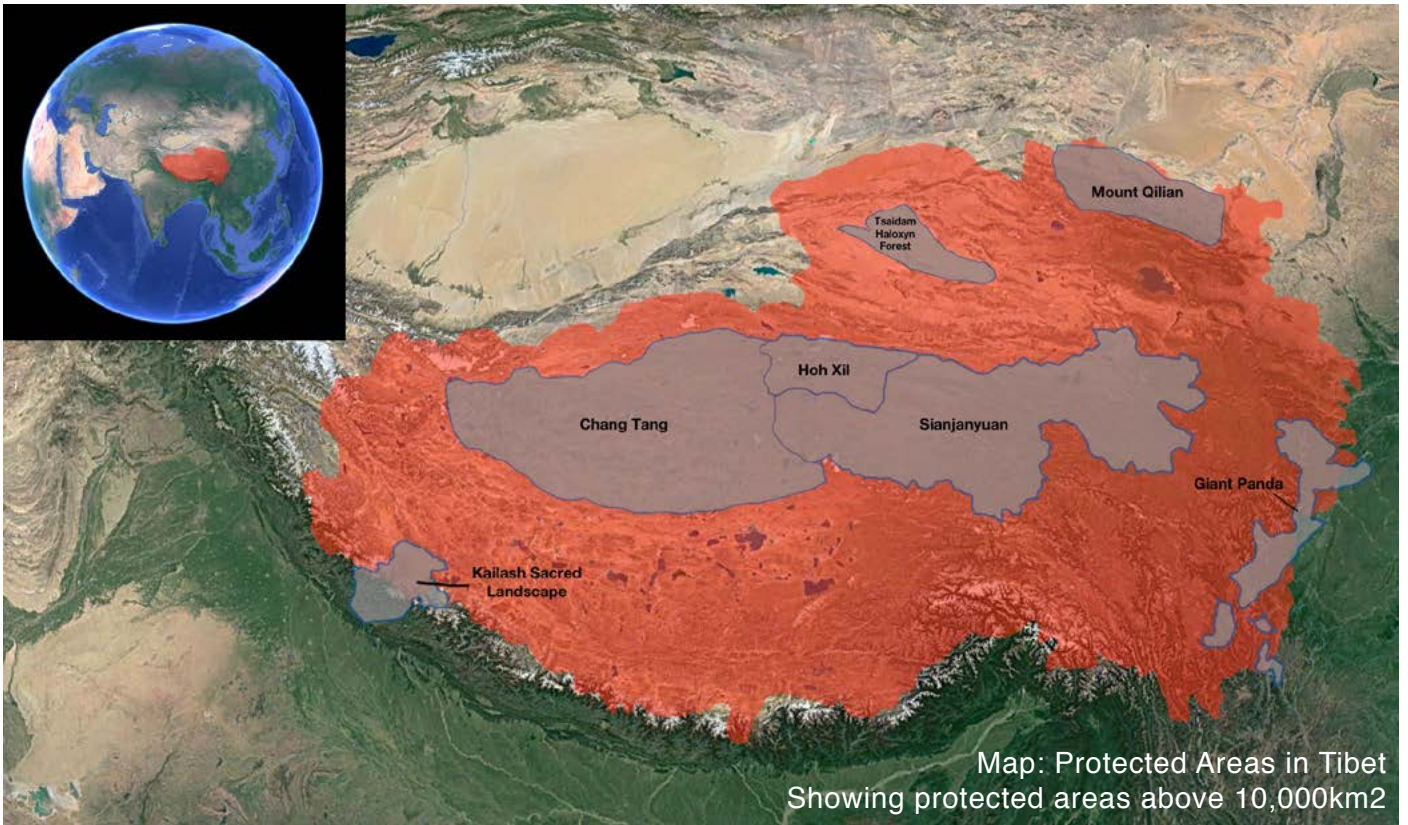 Mount Qilian
Tsaidam
Haloxyn
Forest
Hoh Xil
Chang Tang
Sianjanyuan
Giant Panda
Kailash Sacred
Landscape
Map: Protected Areas in Tibet
Showing protected areas above 10,000km2